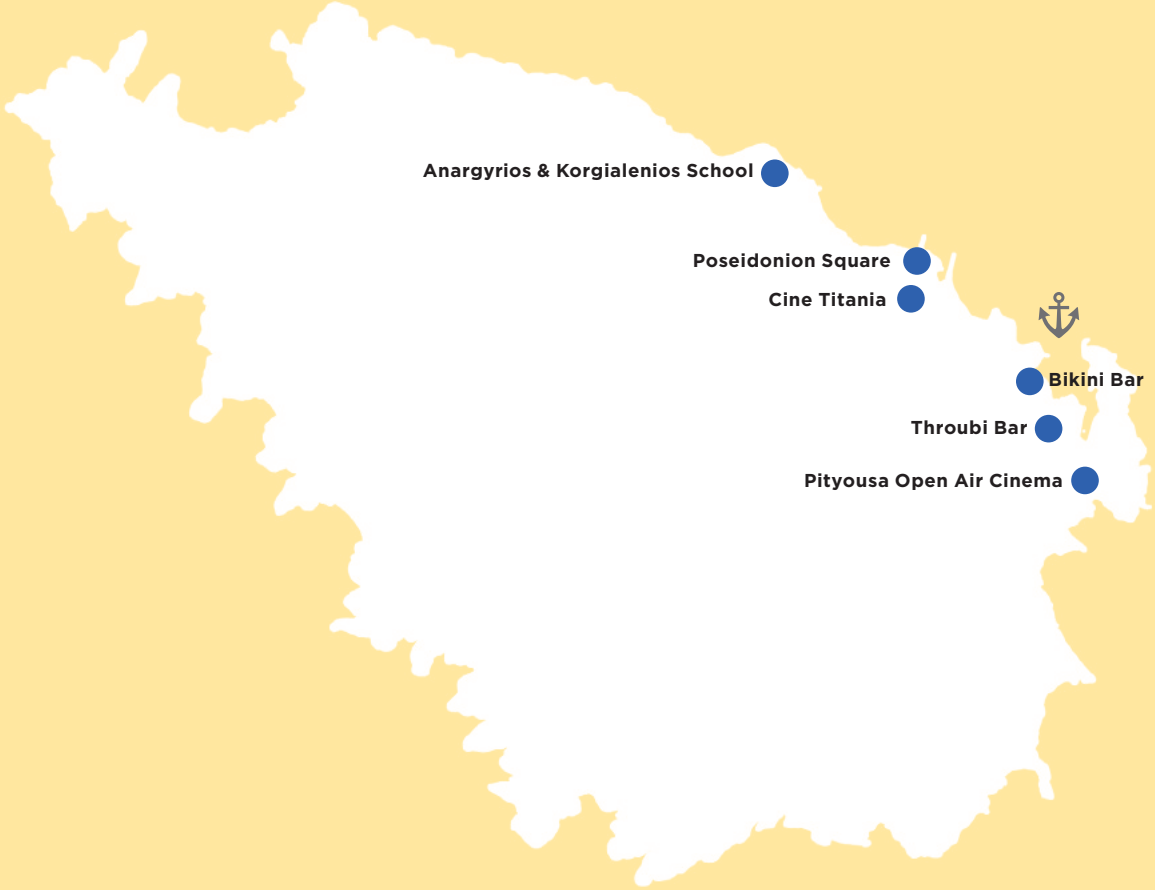 Anargyrios & Korgialenios School
Poseidonion Square
Cine Titania
Bikini Bar
Throubi Bar
Pityousa Open Air Cinema